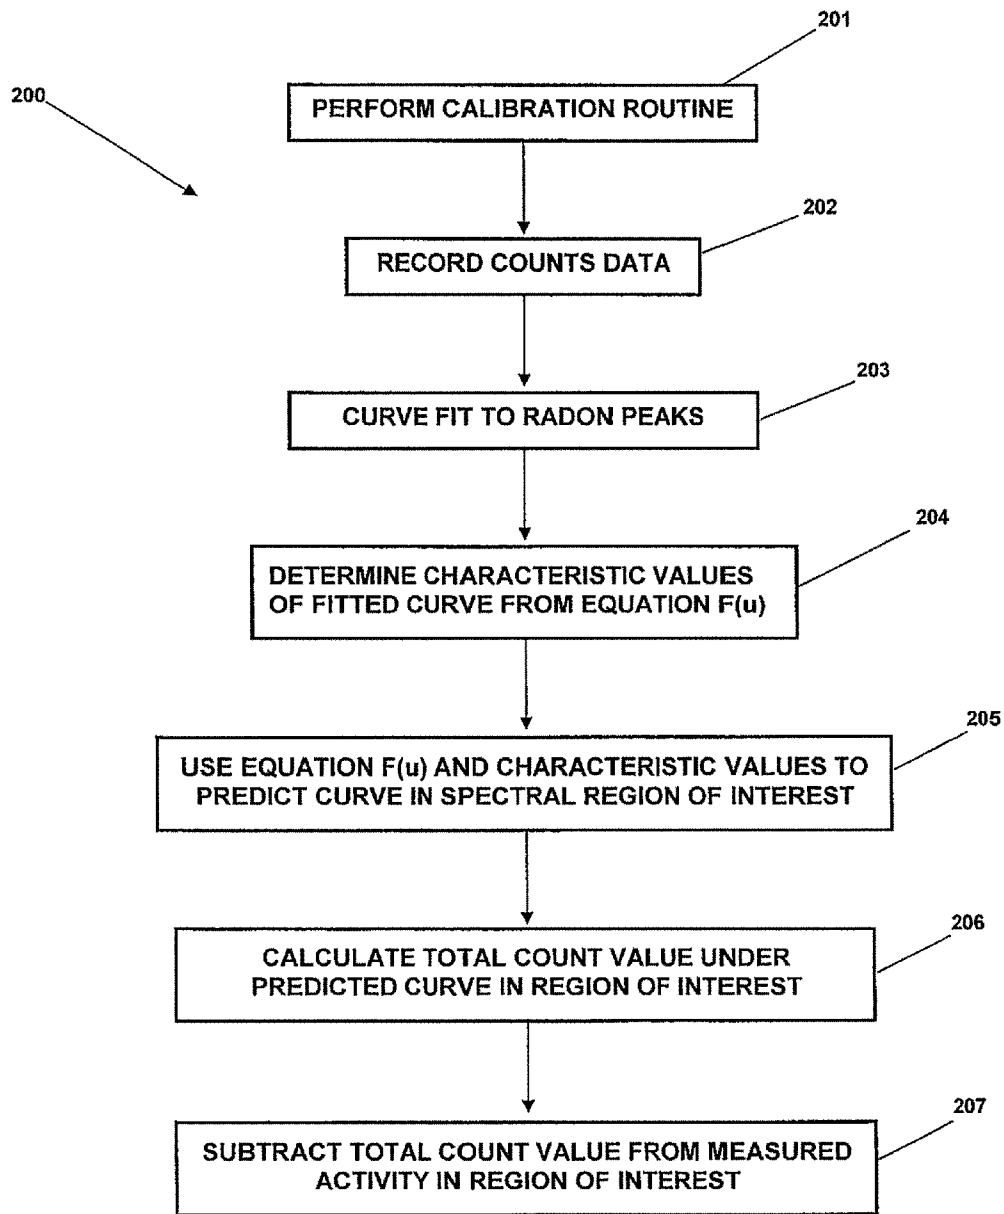 201
200
PERFORM CALIBRATION ROUTINE
202
RECORD COUNTS DATA
203
CURVE FIT TO RADON PEAKS
204
DETERMINE CHARACTERISTIC VALUES
OF FITTED CURVE FROM EQUATION F(u)
205
USE EQUATION F(u) AND CHARACTERISTIC VALUES TO
PREDICT CURVE IN SPECTRAL REGION OF INTEREST
206
CALCULATE TOTAL COUNT VALUE UNDER
PREDICTED CURVE IN REGION OF INTEREST
207
SUBTRACT TOTAL COUNT VALUE FROM MEASURED
ACTIVITY IN REGION OF INTEREST